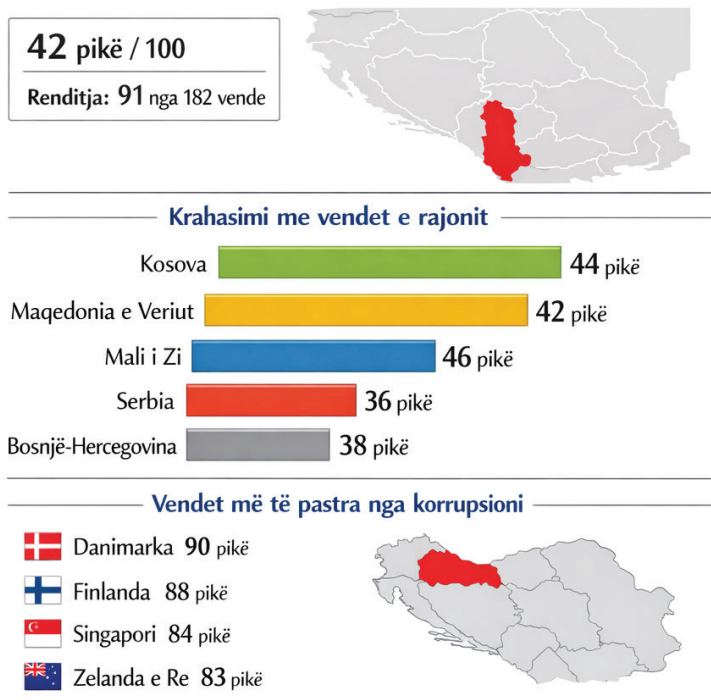 42 pikë / 100
Renditja: 91 nga 182 vende
Krahasimi me vendet e rajonit
Kosova 44 pikë
Maqedonia e Veriut 42 pikë
Mali i Zi 46 pikë
Serbia 36 pikë
Bosnjë-Hercegovina 38 pikë
Vendet më të pastra nga korrupsioni
Danimarka 90 pikë
Finlanda 88 pikë
Singapori 84 pikë
Zelanda e Re 83 pikë